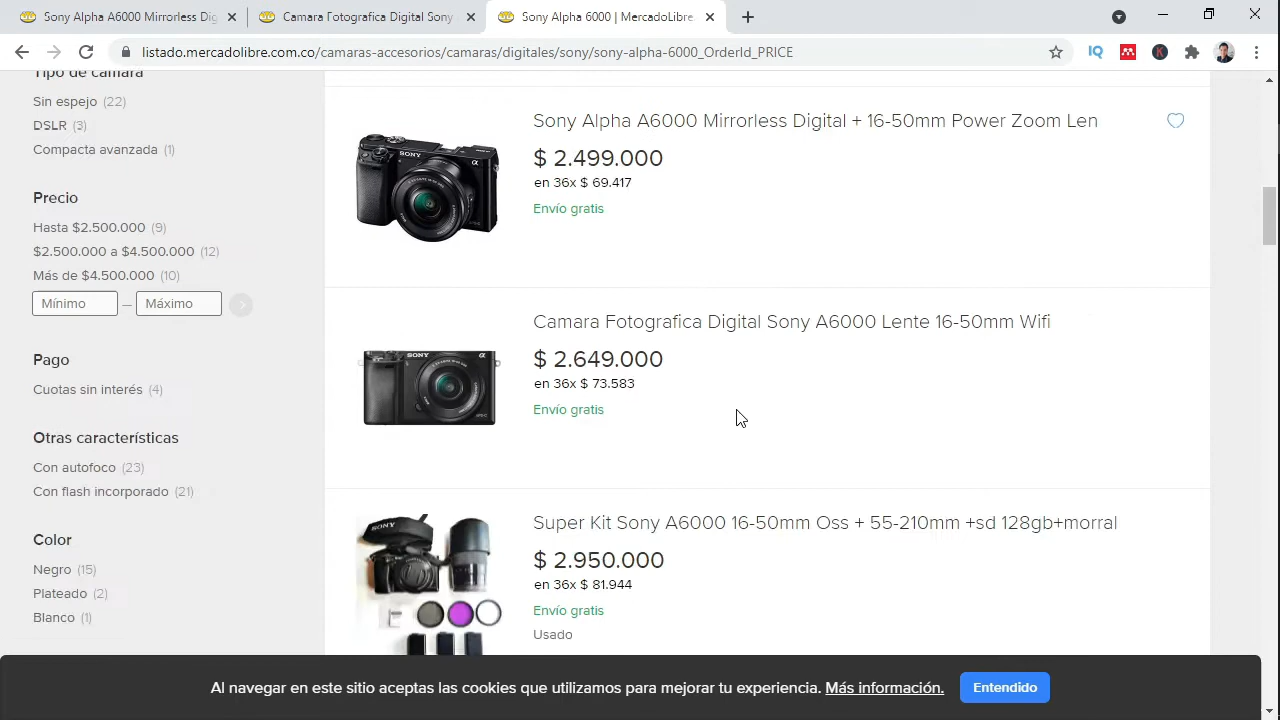 Sony Alpha A6000 Mirrorless Dig
Camara Fotografica Digital Sony
Sony Alpha 6000 | MercadoLibre
listado.mercadolibre.com.co/camaras-accesorios/camaras/digitales/sony/sony-alpha-6000_OrderId_PRICE
IQ
K
Tipo de cámara
Sin espejo (22)
DSLR (3)
Compacta avanzada (1)
Precio
Hasta $2.500.000 (9)
$2.500.000 a $4.500.000 (12)
Más de $4.500.000 (10)
Mínimo — Máximo
Pago
Cuotas sin interés (4)
Otras características
Con autofoco (23)
Con flash incorporado (21)
Color
Negro (15)
Plateado (2)
Blanco (1)
SONY
Sony Alpha A6000 Mirrorless Digital + 16-50mm Power Zoom Len
$ 2.499.000
en 36x $ 69.417
Envío gratis
SONY
Camara Fotografica Digital Sony A6000 Lente 16-50mm Wifi
$ 2.649.000
en 36x $ 73.583
Envío gratis
SONY
Super Kit Sony A6000 16-50mm Oss + 55-210mm +sd 128gb+morral
$ 2.950.000
en 36x $ 81.944
Envío gratis
Usado
Al navegar en este sitio aceptas las cookies que utilizamos para mejorar tu experiencia. Más información.
Entendido